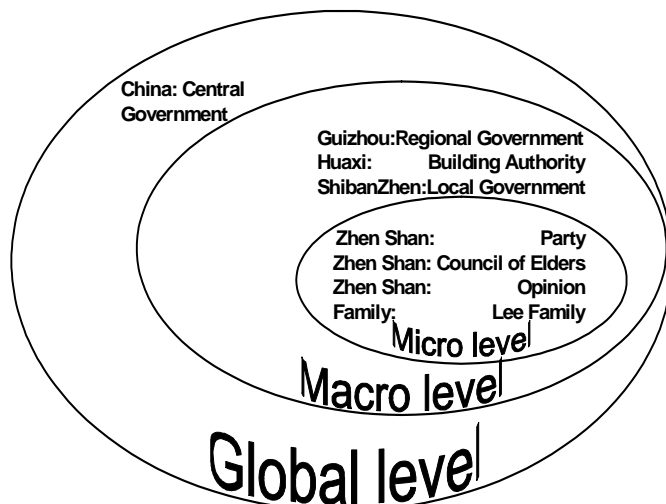 China: Central
Government
Guizhou:Regional Government
Huaxi: Building Authority
ShibanZhen:Local Government
Zhen Shan: Party
Zhen Shan: Council of Elders
Zhen Shan: Opinion
Family: Lee Family
Micro level
Macro level
Global level